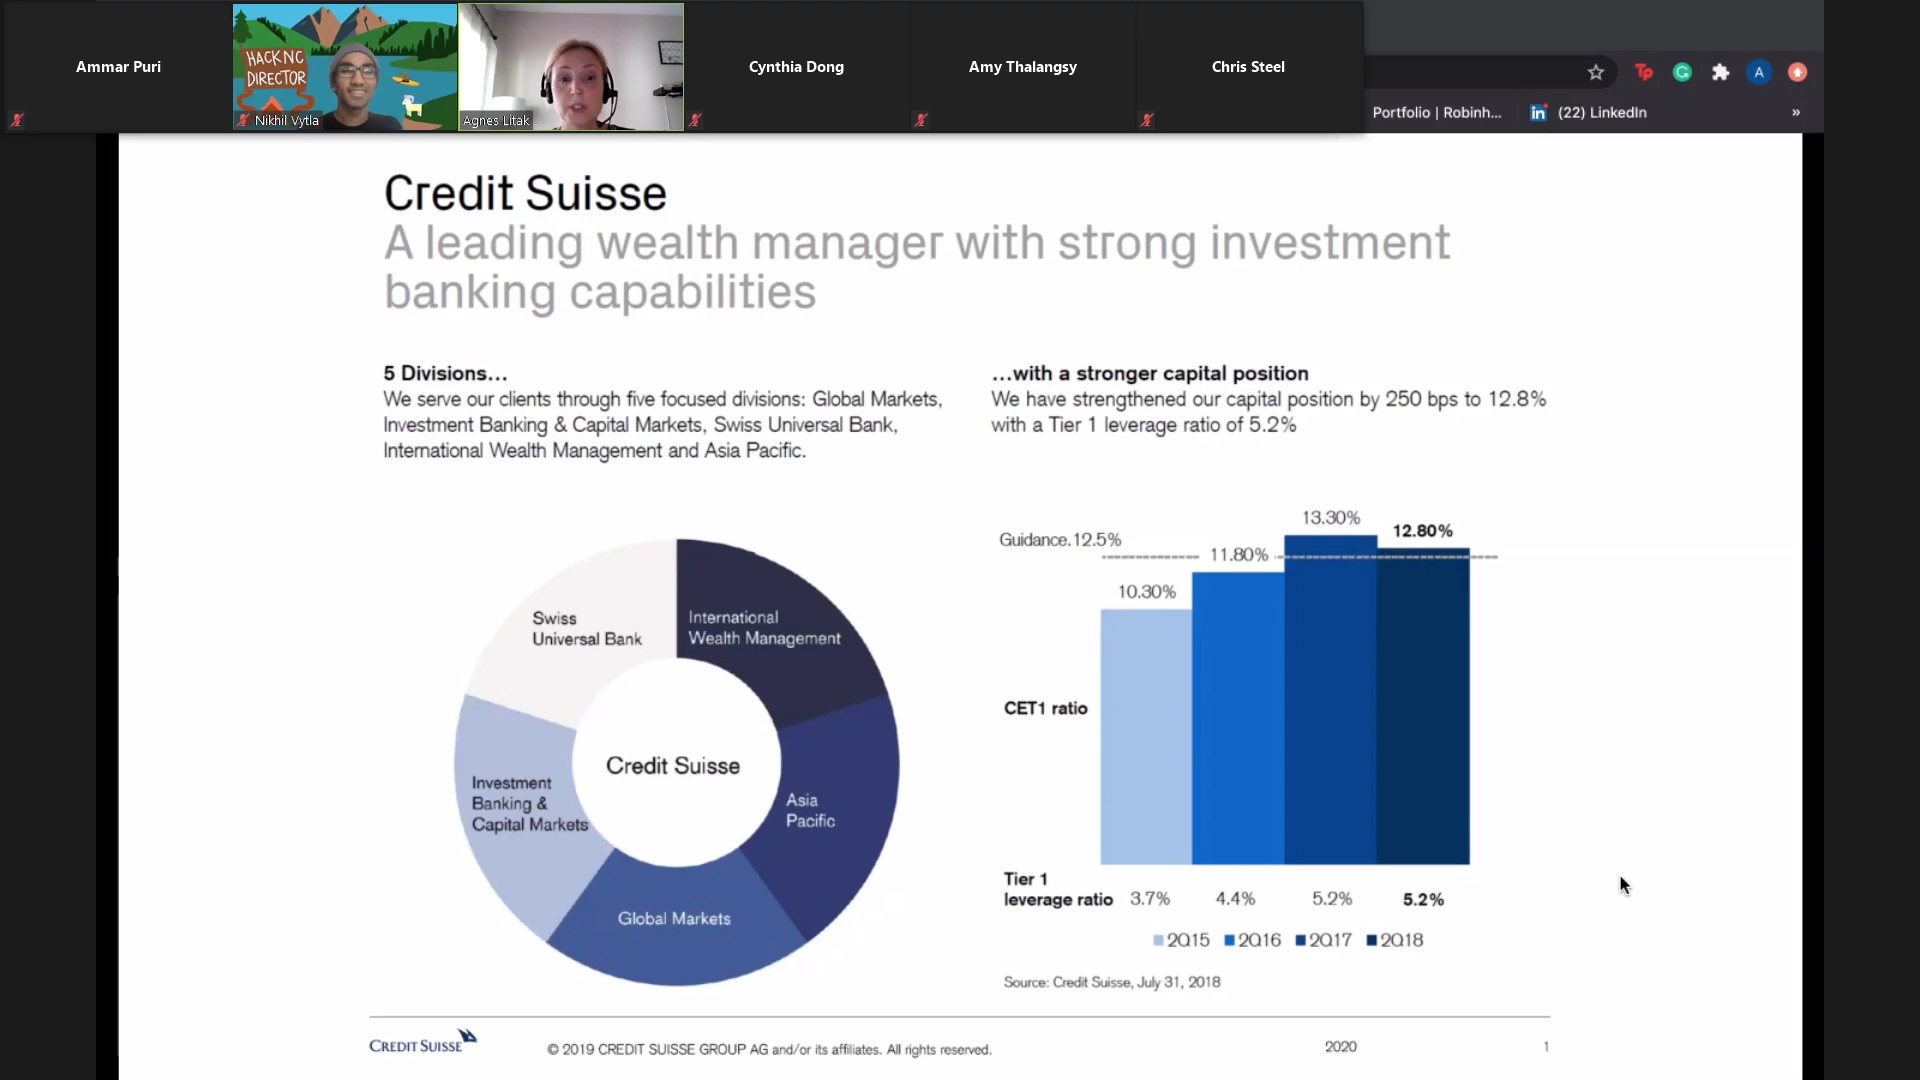 Ammar Puri
HACKNC
DIRECTOR
Nikhil Vytla
Agnes Litak
Cynthia Dong
Amy Thalangsy
Chris Steel
Tp
G
A
Portfolio | Robinh...
in
(22) LinkedIn
»
Credit Suisse
A leading wealth manager with strong investment
banking capabilities
5 Divisions...
We serve our clients through five focused divisions: Global Markets,
Investment Banking & Capital Markets, Swiss Universal Bank,
International Wealth Management and Asia Pacific.
...with a stronger capital position
We have strengthened our capital position by 250 bps to 12.8%
with a Tier 1 leverage ratio of 5.2%
Swiss
Universal Bank
International
Wealth Management
Investment
Banking &
Capital Markets
Credit Suisse
Asia
Pacific
Global Markets
Guidance.12.5%
10.30%
11.80%
13.30%
12.80%
CET1 ratio
Tier 1
leverage ratio 3.7% 4.4% 5.2% 5.2%
2Q15 2Q16 2Q17 2Q18
Source: Credit Suisse, July 31, 2018
CREDIT SUISSE
© 2019 CREDIT SUISSE GROUP AG and/or its affiliates. All rights reserved.
2020
1